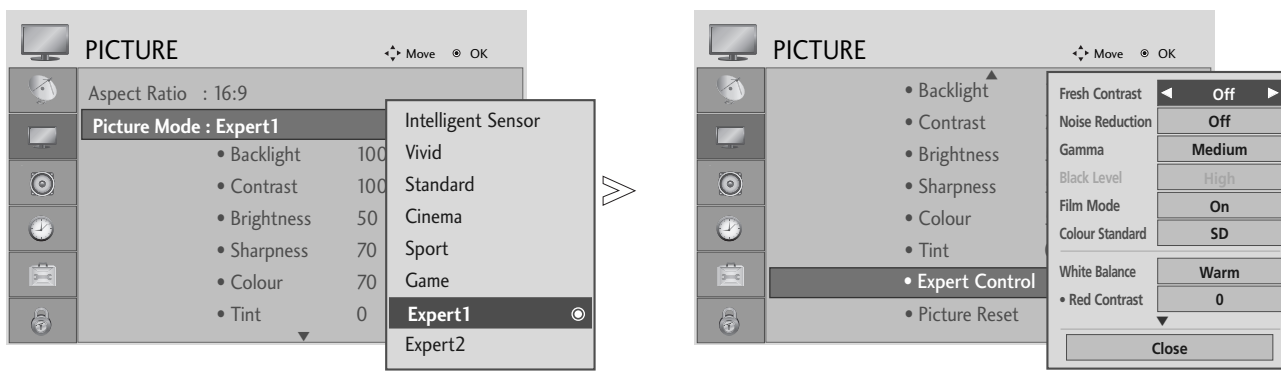 PICTURE
Move OK
Aspect Ratio : 16:9
Picture Mode : Expert1
• Backlight 100
• Contrast 100
• Brightness 50
• Sharpness 70
• Colour 70
• Tint 0
Intelligent Sensor
Vivid
Standard
Cinema
Sport
Game
Expert1
Expert2
PICTURE
Move OK
• Backlight
• Contrast
• Brightness
• Sharpness
• Colour
• Tint
• Expert Control
• Picture Reset
Fresh Contrast Off
Noise Reduction Off
Gamma Medium
Black Level High
Film Mode On
Colour Standard SD
White Balance Warm
• Red Contrast 0
Close